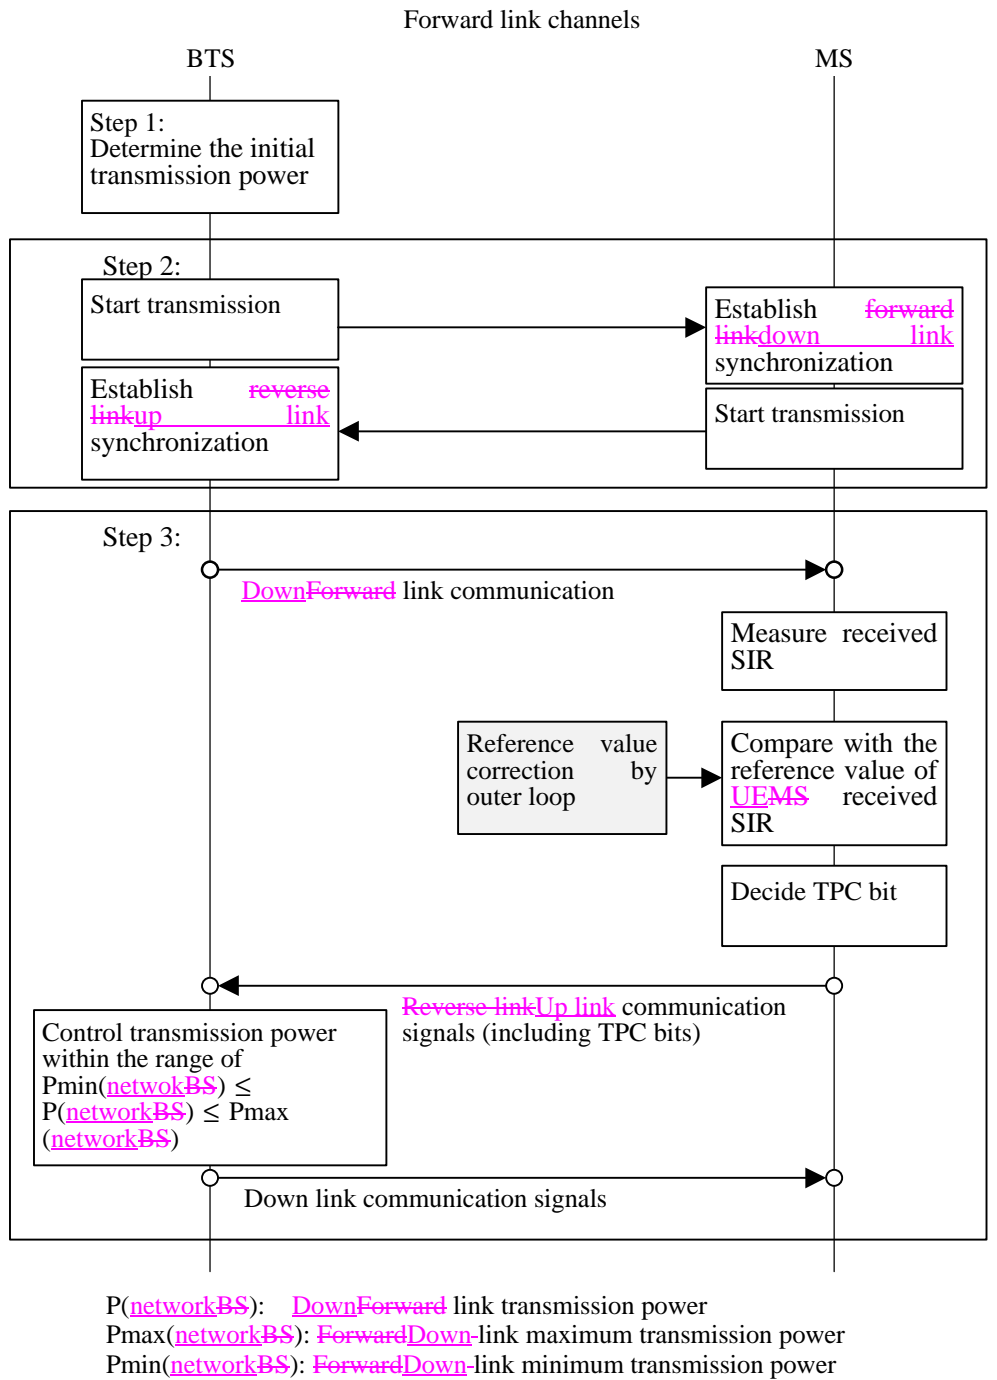 Forward link channels
BTS
MS
Step 1:
Determine the initial
transmission power
Step 2:
Start transmission
Establish forward
linkdown link
synchronization
Establish reverse
linkup link
synchronization
Start transmission
Step 3:
DownForward link communication
Measure received
SIR
Reference value
correction by
outer loop
Compare with the
reference value of
UEMS received
SIR
Decide TPC bit
Reverse linkUp link communication
signals (including TPC bits)
Control transmission power
within the range of
Pmin(netwokBS) ≤
P(networkBS) ≤ Pmax
(networkBS)
Down link communication signals
P(networkBS): DownForward link transmission power
Pmax(networkBS): ForwardDown-link maximum transmission power
Pmin(networkBS): ForwardDown-link minimum transmission power